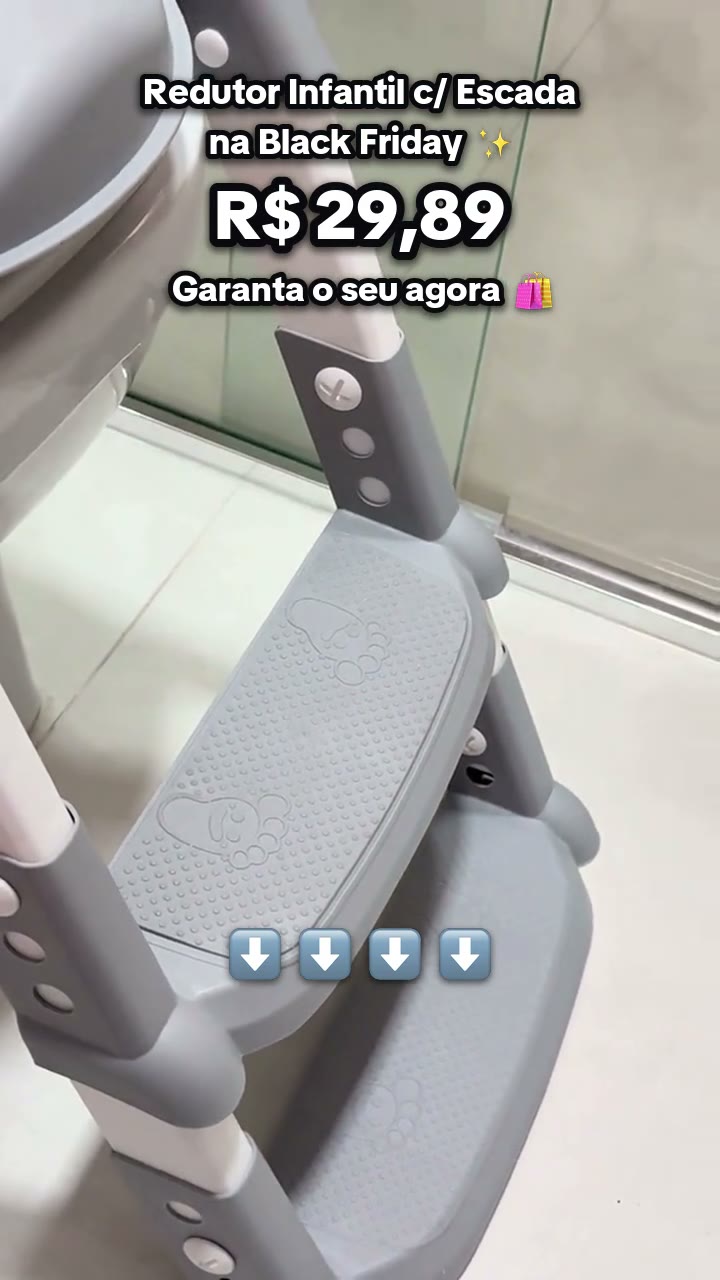 Redutor Infantil c/ Escada
na Black Friday ✨
R$ 29,89
Garanta o seu agora 🛍️
⬇️ ⬇️ ⬇️ ⬇️